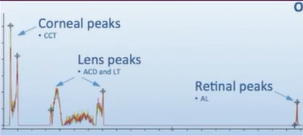 O
Corneal peaks
• CCT
Lens peaks
• ACD and LT
Retinal peaks
• AL